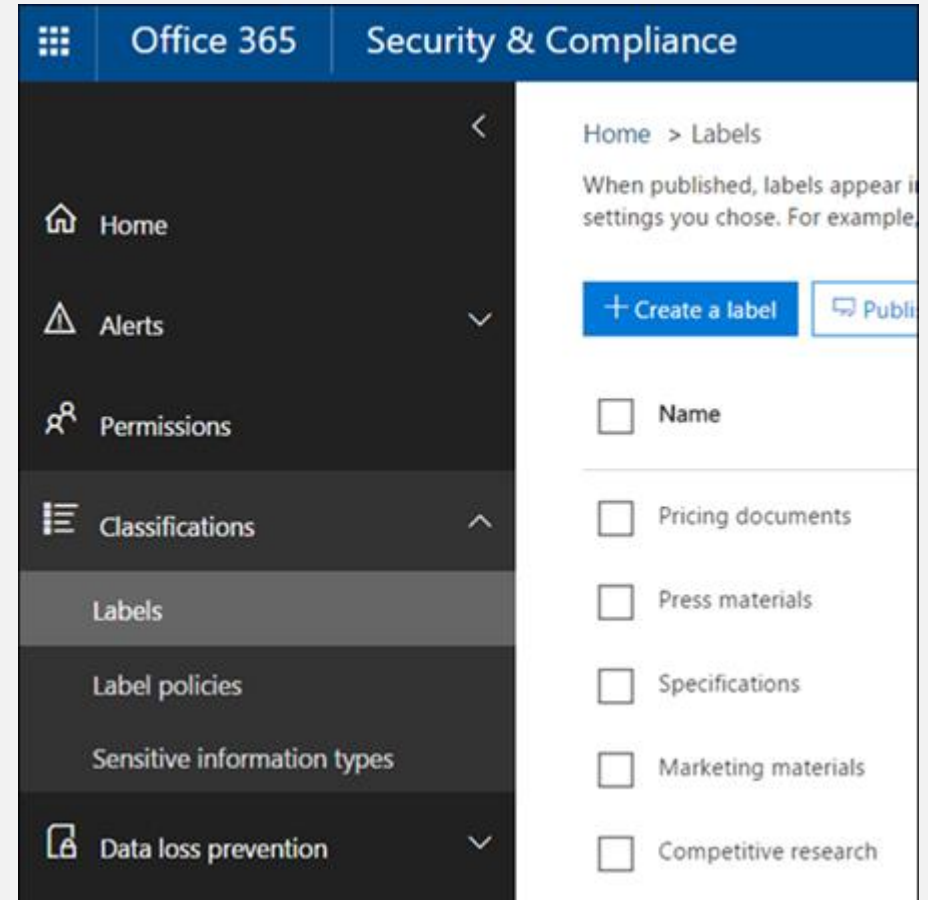 Office 365 Security & Compliance
Home
Alerts
Permissions
Classifications
Labels
Label policies
Sensitive information types
Data loss prevention
Home > Labels
When published, labels appear
settings you chose. For example,
+ Create a label
Name
Pricing documents
Press materials
Specifications
Marketing materials
Competitive research